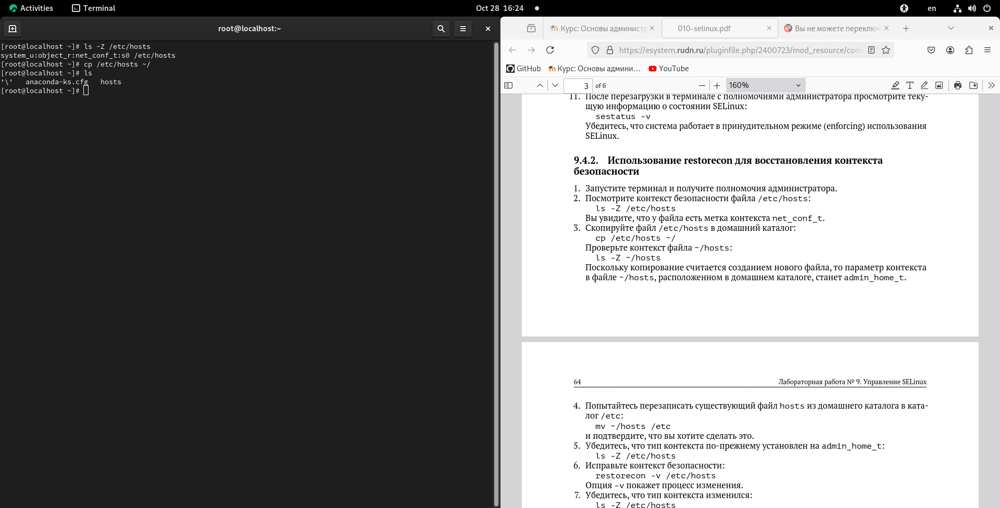 Activities
Terminal
Oct 28 16:24
en
root@localhost:~
[root@localhost ~]# ls -Z /etc/hosts
system_u:object_r:net_conf_t:s0 /etc/hosts
[root@localhost ~]# cp /etc/hosts ~/
[root@localhost ~]# ls
'\' anaconda-ks.cfg hosts
[root@localhost ~]#
Курс: Основы администр
010-selinux.pdf
Вы не можете переключ
https://esystem.rudn.ru/pluginfile.php/2400723/mod_resource/cont
GitHub
Курс: Основы админи…
YouTube
3 of 6
160%
11. После перезагрузки в терминале с полномочиями администратора просмотрите теку-
щую информацию о состоянии SELinux:
sestatus -v
Убедитесь, что система работает в принудительном режиме (enforcing) использования
SELinux.
9.4.2. Использование restorecon для восстановления контекста
безопасности
1. Запустите терминал и получите полномочия администратора.
2. Посмотрите контекст безопасности файла /etc/hosts:
ls -Z /etc/hosts
Вы увидите, что у файла есть метка контекста net_conf_t.
3. Скопируйте файл /etc/hosts в домашний каталог:
cp /etc/hosts ~/
Проверьте контекст файла ~/hosts:
ls -Z ~/hosts
Поскольку копирование считается созданием нового файла, то параметр контекста
в файле ~/hosts, расположенном в домашнем каталоге, станет admin_home_t.
64
Лабораторная работа № 9. Управление SELinux
4. Попытайтесь перезаписать существующий файл hosts из домашнего каталога в ката-
лог /etc:
mv ~/hosts /etc
и подтвердите, что вы хотите сделать это.
5. Убедитесь, что тип контекста по-прежнему установлен на admin_home_t:
ls -Z /etc/hosts
6. Исправьте контекст безопасности:
restorecon -v /etc/hosts
Опция -v покажет процесс изменения.
7. Убедитесь, что тип контекста изменился:
ls -Z /etc/hosts